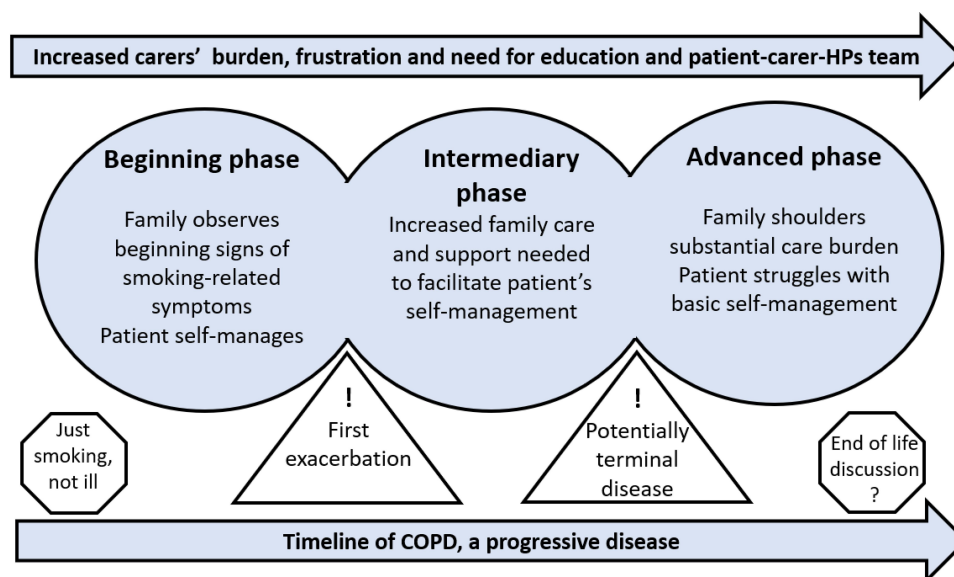 Increased carers' burden, frustration and need for education and patient-carer-HPs team
Beginning phase
Family observes
beginning signs of
smoking-related
symptoms
Patient self-manages
Intermediary
phase
Increased family care
and support needed
to facilitate patient's
self-management
Advanced phase
Family shoulders
substantial care burden
Patient struggles with
basic self-management
Just
smoking,
not ill
!
First
exacerbation
!
Potentially
terminal
disease
End of life
discussion
?
Timeline of COPD, a progressive disease